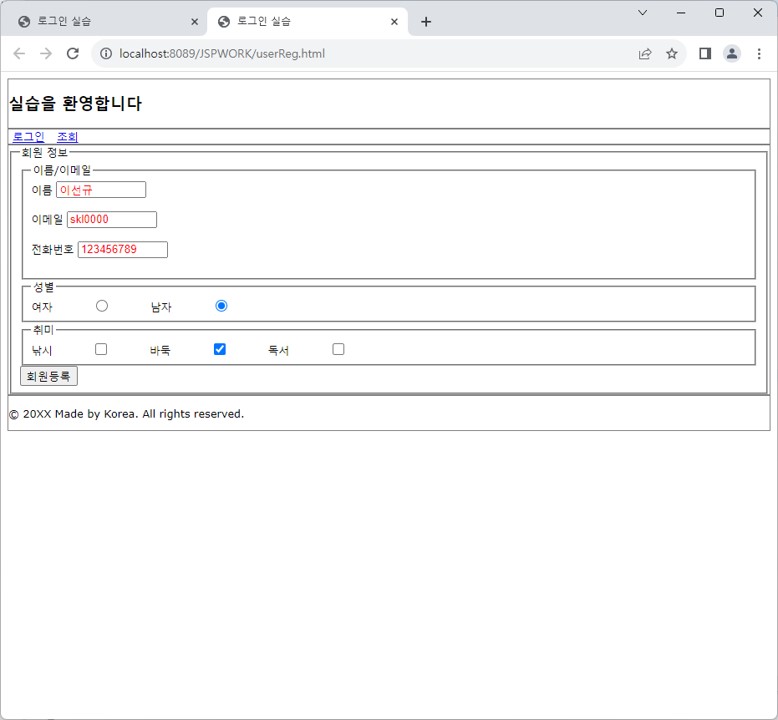 로그인 실습 로그인 실습
localhost:8089/JSPWORK/userReg.html
실습을 환영합니다
로그인 조회
회원 정보
이름/이메일
이름 이선규
이메일 skl0000
전화번호 123456789
성별
여자 남자
취미
낚시 바둑 독서
회원등록
© 20XX Made by Korea. All rights reserved.